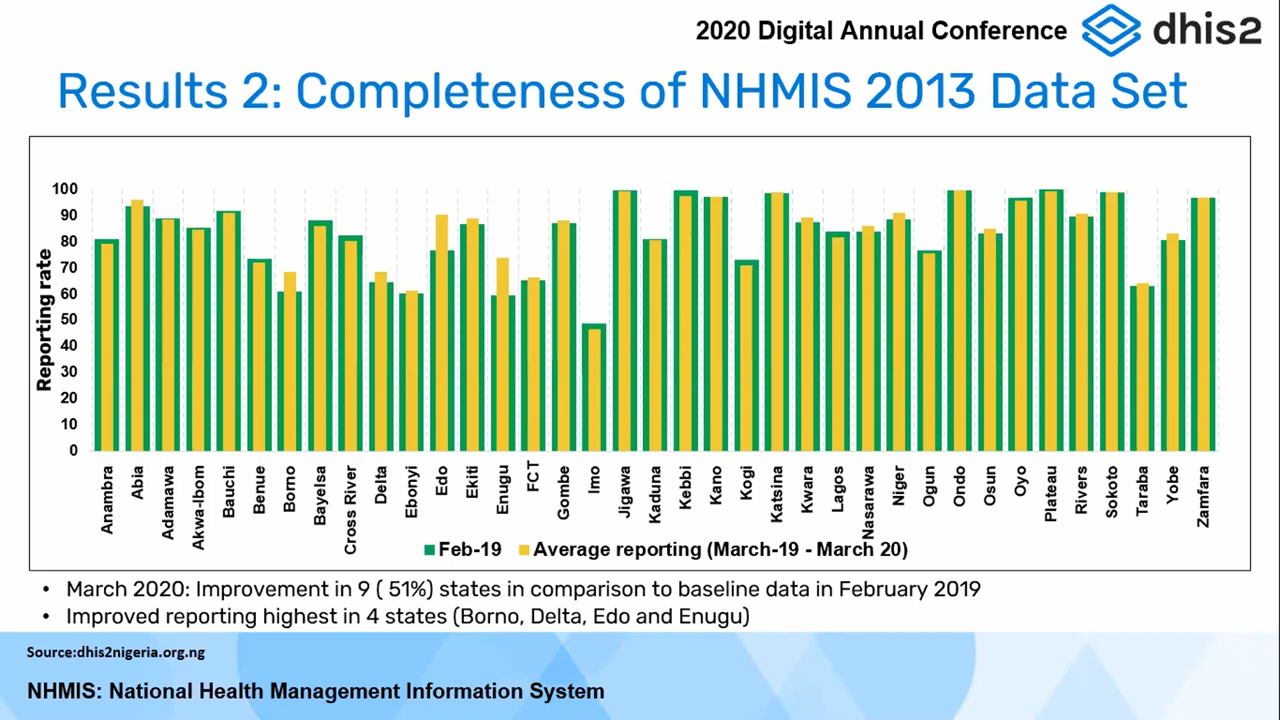 2020 Digital Annual Conference
dhis2
Results 2: Completeness of NHMIS 2013 Data Set
Reporting rate
100
90
80
70
60
50
40
30
20
10
0
Anambra
Abia
Adamawa
Akwa-Ibom
Bauchi
Benue
Borno
Bayelsa
Cross River
Delta
Ebonyi
Edo
Ekiti
Enugu
FCT
Gombe
Imo
Jigawa
Kaduna
Kebbi
Kano
Kogi
Katsina
Kwara
Lagos
Nasarawa
Niger
Ogun
Ondo
Osun
Oyo
Plateau
Rivers
Sokoto
Taraba
Yobe
Zamfara
Feb-19 Average reporting (March-19 - March 20)
• March 2020: Improvement in 9 ( 51%) states in comparison to baseline data in February 2019
• Improved reporting highest in 4 states (Borno, Delta, Edo and Enugu)
Source:dhis2nigeria.org.ng
NHMIS: National Health Management Information System